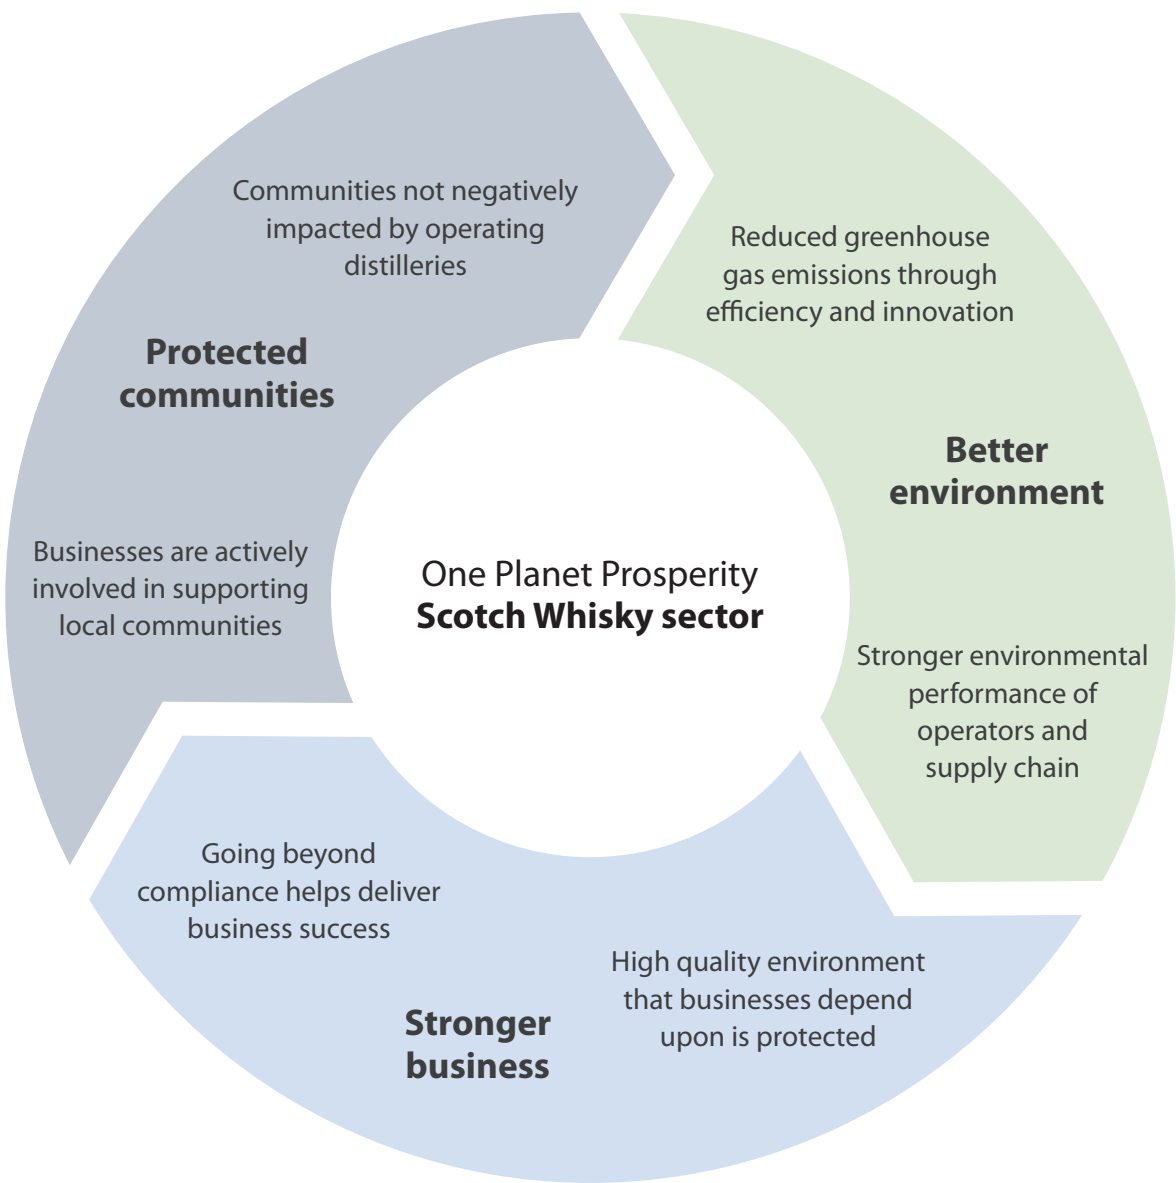 Communities not negatively
impacted by operating
distilleries
Protected
communities
Businesses are actively
involved in supporting
local communities
Reduced greenhouse
gas emissions through
efficiency and innovation
Better
environment
Stronger environmental
performance of
operators and
supply chain
One Planet Prosperity
Scotch Whisky sector
Going beyond
compliance helps deliver
business success
Stronger
business
High quality environment
that businesses depend
upon is protected